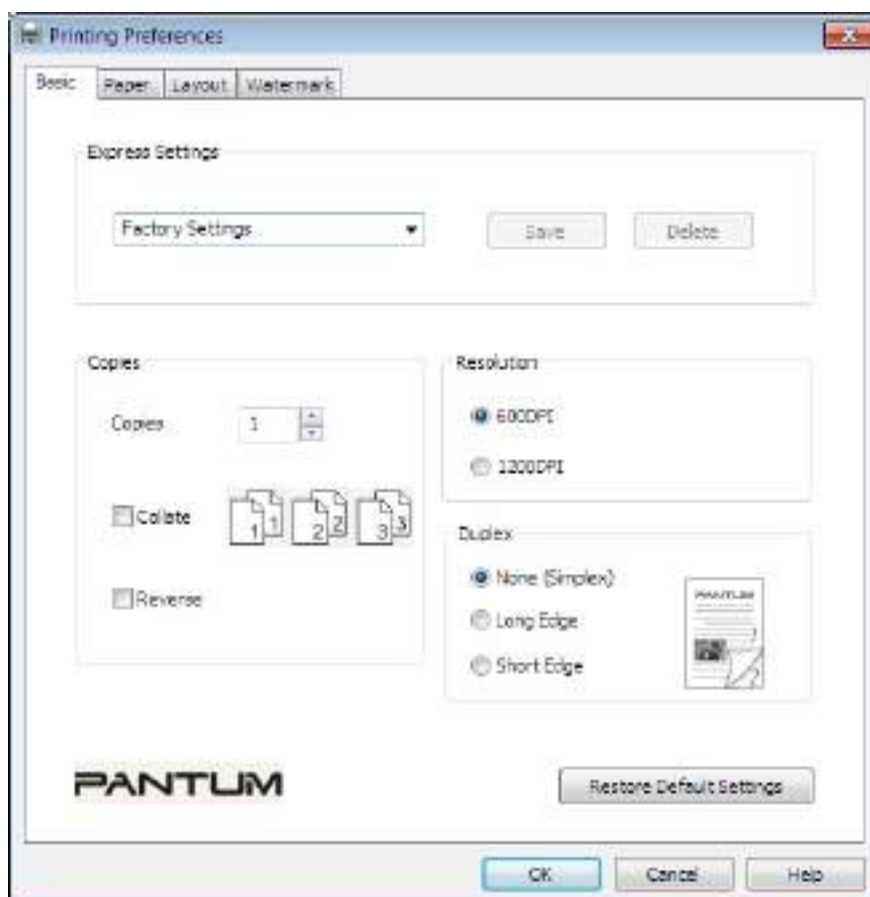 Printing Preferences
Basic Paper Layout Watermark
Express Settings
Factory Settings Save Delete
Copies
Copies 1
Collate 1 1 2 2 3 3
Reverse
Resolution
600DPI
1200DPI
Duplex
None (Simplex)
Long Edge
Short Edge
PANTUM
PANTUM
Restore Default Settings
OK Cancel Help